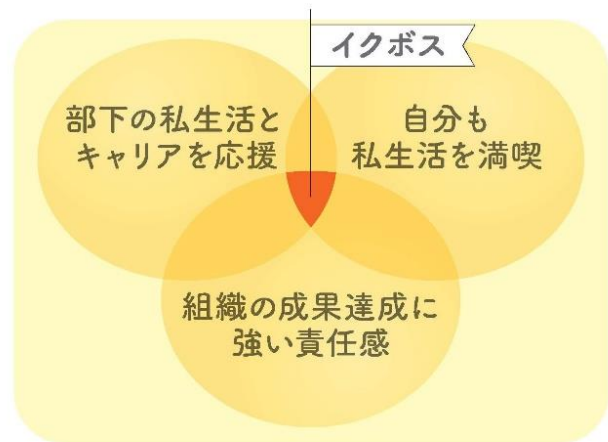 イクボス
部下の私生活と
キャリアを応援
自分も
私生活を満喫
組織の成果達成に
強い責任感